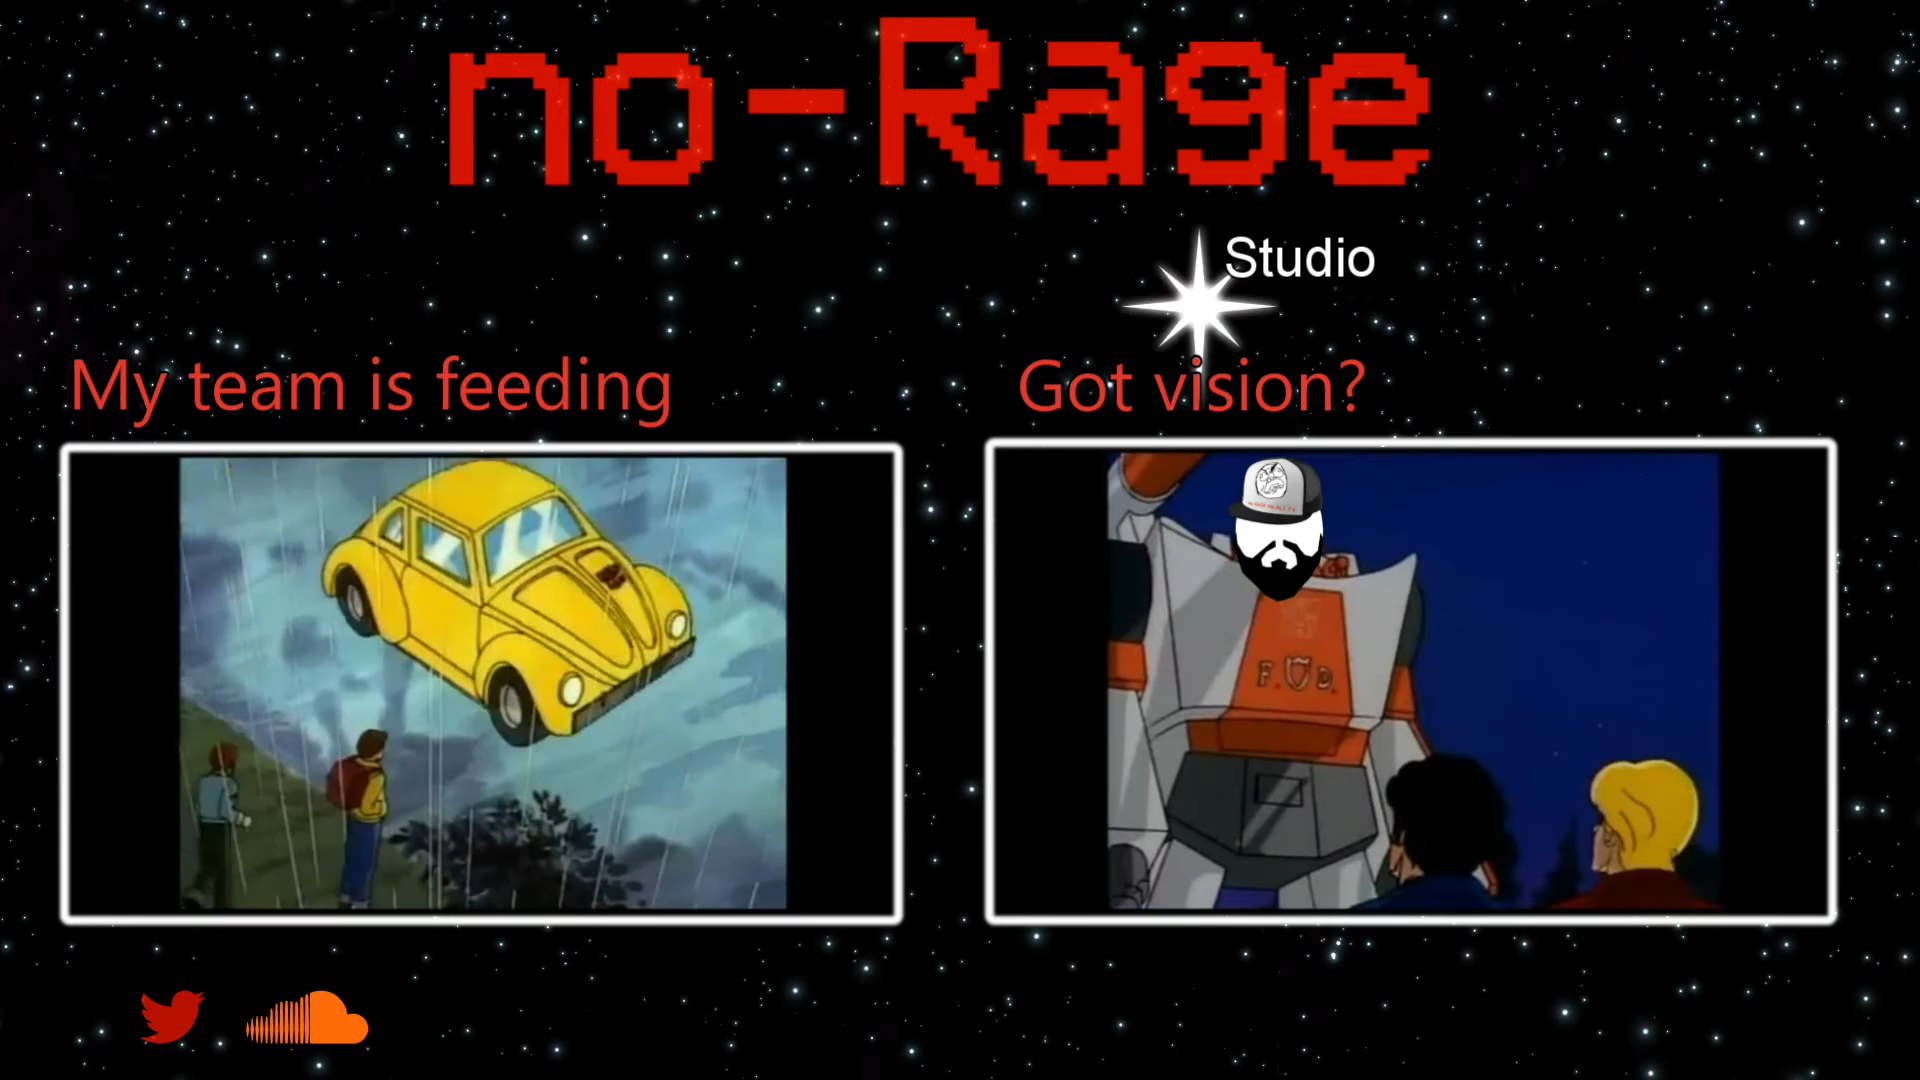 no-Rage
Studio
My team is feeding
Got vision?
F. D.